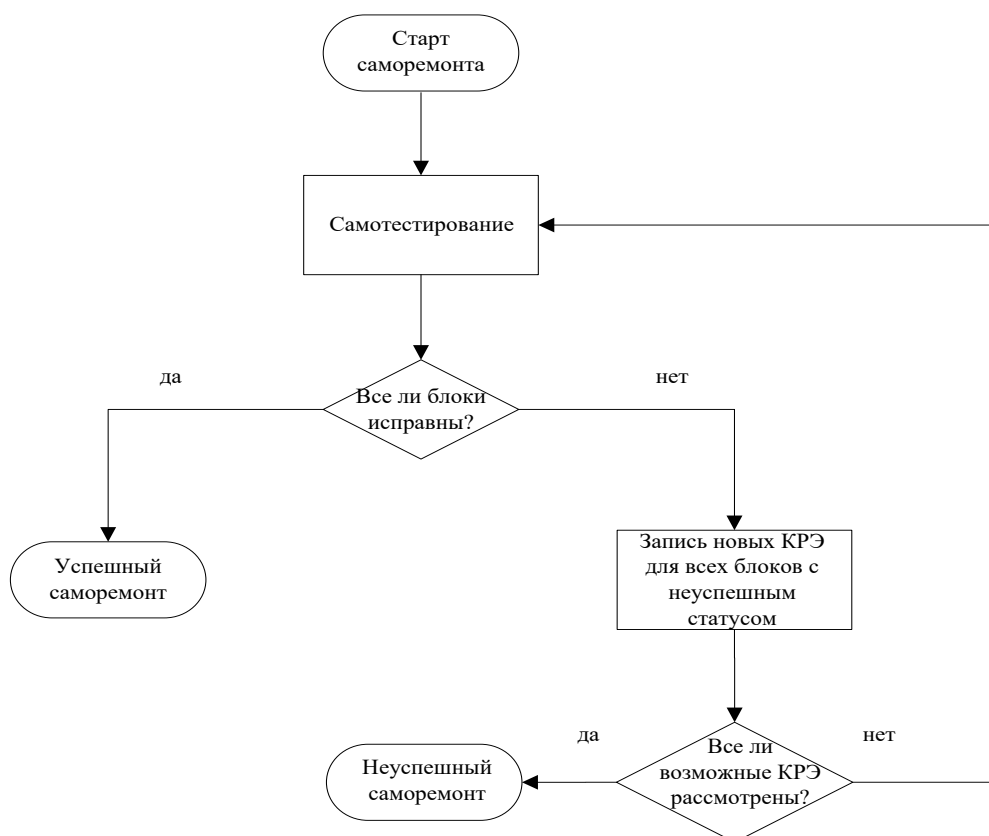 Старт
саморемонта
Самотестирование
да
нет
Все ли блоки
исправны?
Успешный
саморемонт
Запись новых КРЭ
для всех блоков с
неуспешным
статусом
да
нет
Все ли
возможные КРЭ
рассмотрены?
Неуспешный
саморемонт